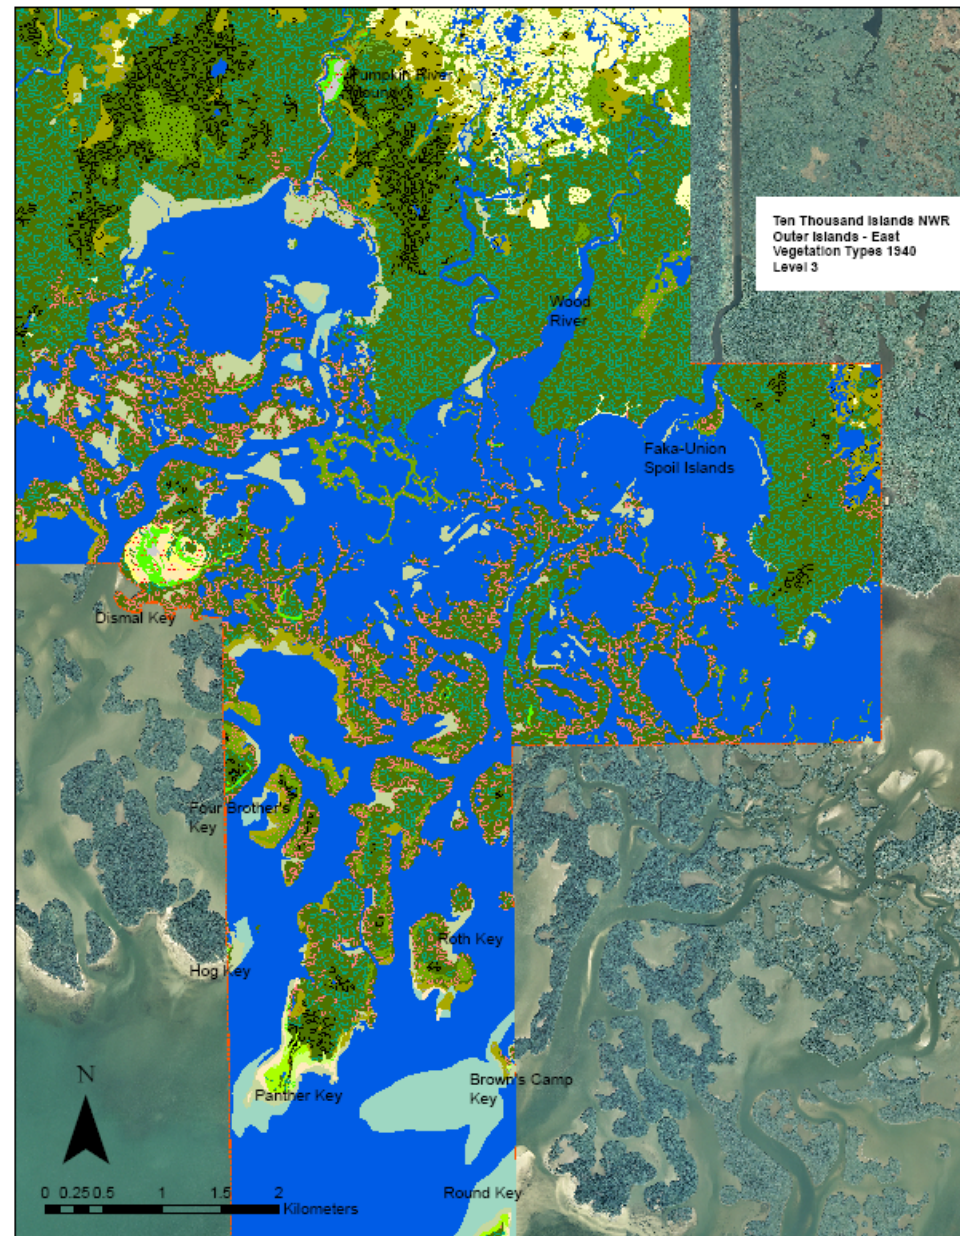 Pumpkin River
Mound
Ten Thousand Islands NWR
Outer Islands - East
Vegetation Types 1940
Level 3
Wood
River
Faka-Union
Spoil Islands
Dismal Key
Four Brother's
Key
Roth Key
Hog Key
Panther Key
Brown's Camp
Key
N
Round Key
0 0.25 0.5 1 1.5 2
Kilometers